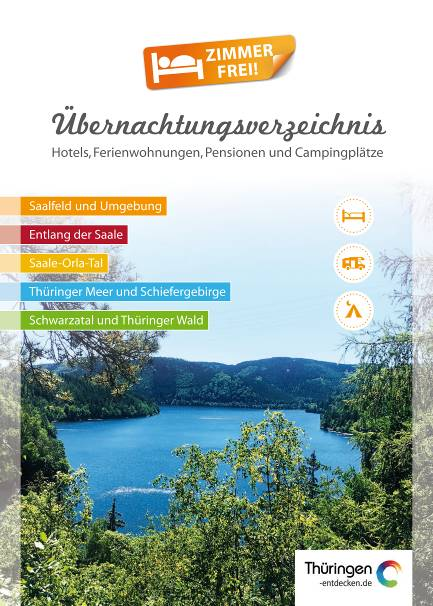 ZIMMER
FREI!
Übernachtungsverzeichnis
Hotels, Ferienwohnungen, Pensionen und Campingplätze
Saalfeld und Umgebung
Entlang der Saale
Saale-Orla-Tal
Thüringer Meer und Schiefergebirge
Schwarzatal und Thüringer Wald
Thüringen
-entdecken.de